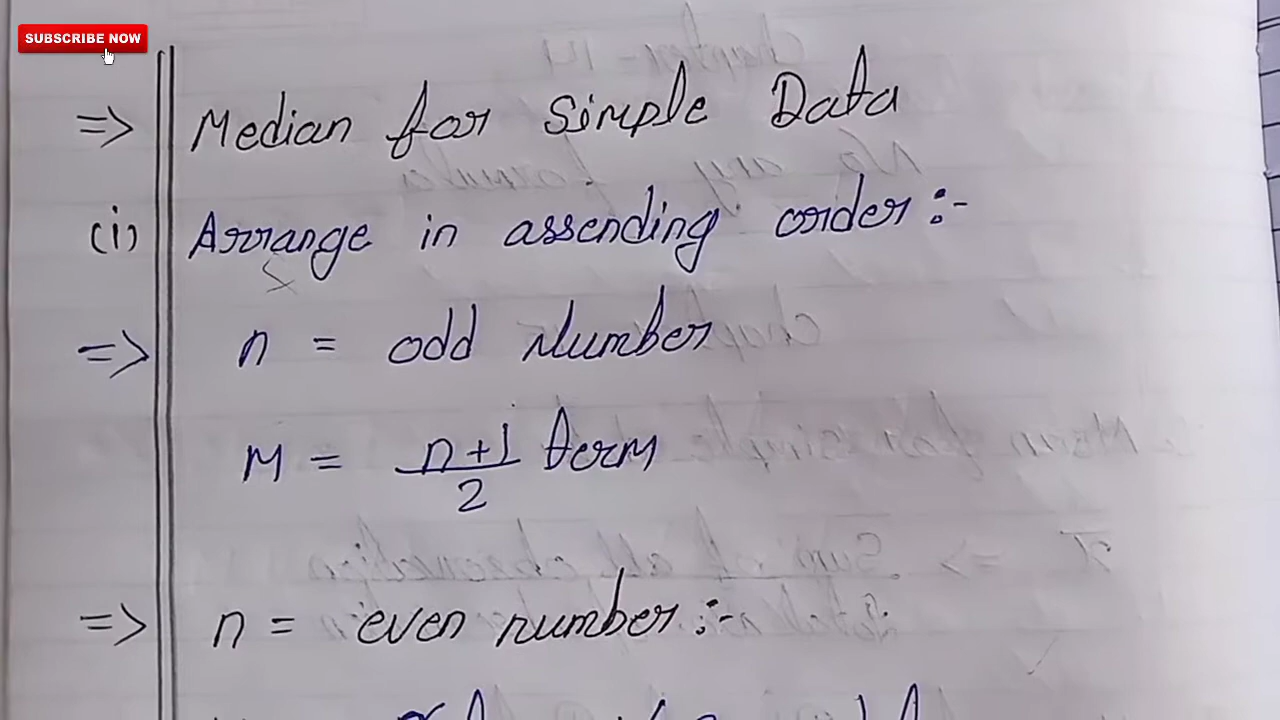 SUBSCRIBE NOW
=> Median for Simple Data
(i) Arrange in assending order :-
=> n = odd Number
M = n+1/2 term
=> n = even number :-